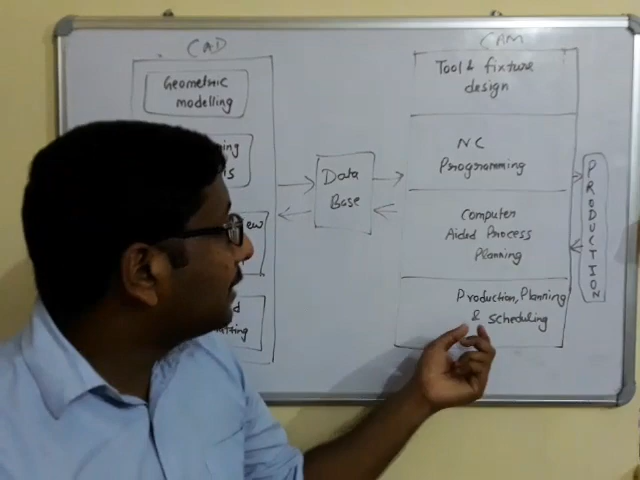 CAD
Geometric
modelling
Data
Base
CAM
Tool & fixture
design
NC
Programming
Computer
Aided Process
Planning
Production, Planning
& scheduling
PRODUCTION